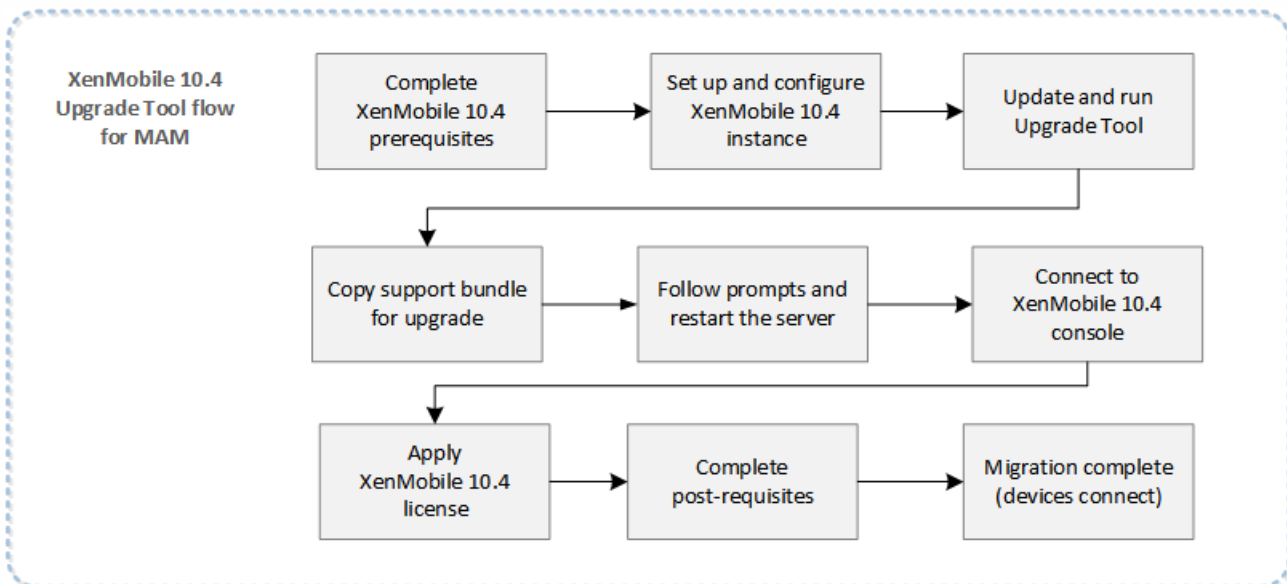 XenMobile 10.4
Upgrade Tool flow
for MAM
Complete
XenMobile 10.4
prerequisites
Set up and configure
XenMobile 10.4
instance
Update and run
Upgrade Tool
Copy support bundle
for upgrade
Follow prompts and
restart the server
Connect to
XenMobile 10.4
console
Apply
XenMobile 10.4
license
Complete
post-requisites
Migration complete
(devices connect)